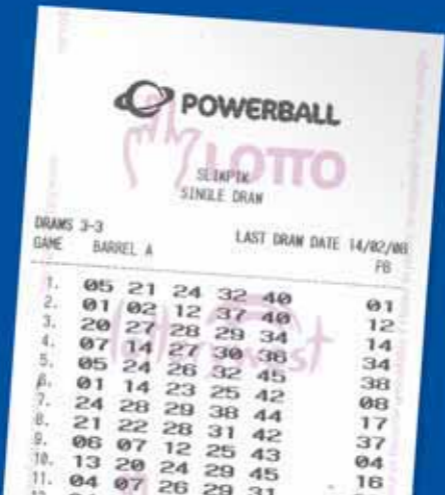 POWERBALL
LOTTO
SLIKPIK
SINGLE DRAW
DRAWS 3-3 LAST DRAW DATE 14/02/08
GAME BARREL A PB
1. 05 21 24 32 40 01
2. 01 02 12 37 40 12
3. 20 27 28 29 34 14
4. 07 14 27 30 36 34
5. 05 24 26 32 45 38
6. 01 14 23 25 42 08
7. 24 28 29 38 44 17
8. 21 22 28 31 42 37
9. 06 07 12 25 43 04
10. 13 20 24 29 45 16
11. 04 07 26 29 31